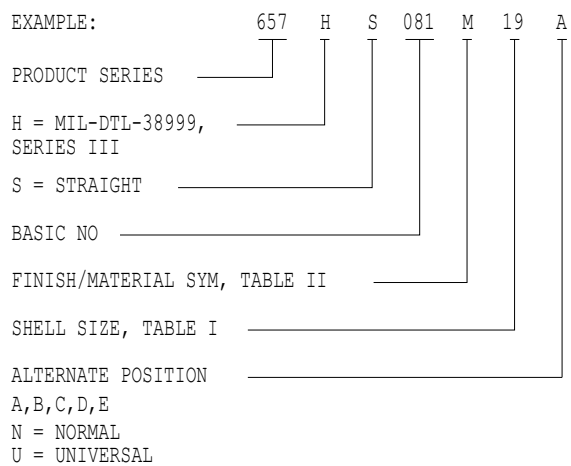 EXAMPLE: 657 H S 081 M 19 A
PRODUCT SERIES
H = MIL-DTL-38999,
SERIES III
S = STRAIGHT
BASIC NO
FINISH/MATERIAL SYM, TABLE II
SHELL SIZE, TABLE I
ALTERNATE POSITION
A,B,C,D,E
N = NORMAL
U = UNIVERSAL